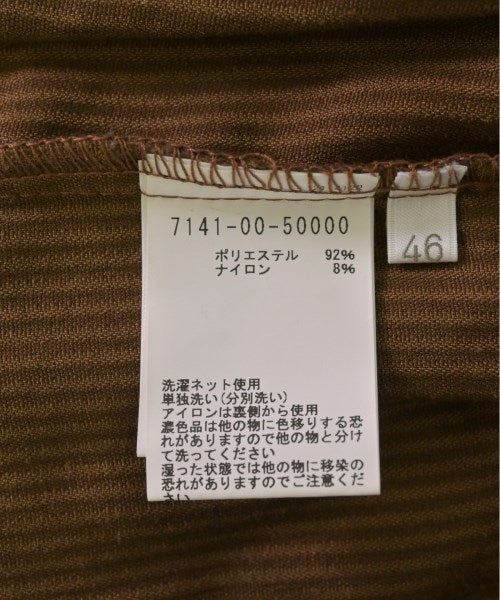 7141-00-50000
ポリエステル 92%
ナイロン 8%
46
洗濯ネット使用
単独洗い(分別洗い)
アイロンは裏側から使用
濃色品は他の物に色移りする恐
れがありますので他の物と分け
て洗ってください
湿った状態では他の物に移染の
恐れがありますのでご注意くだ
さい